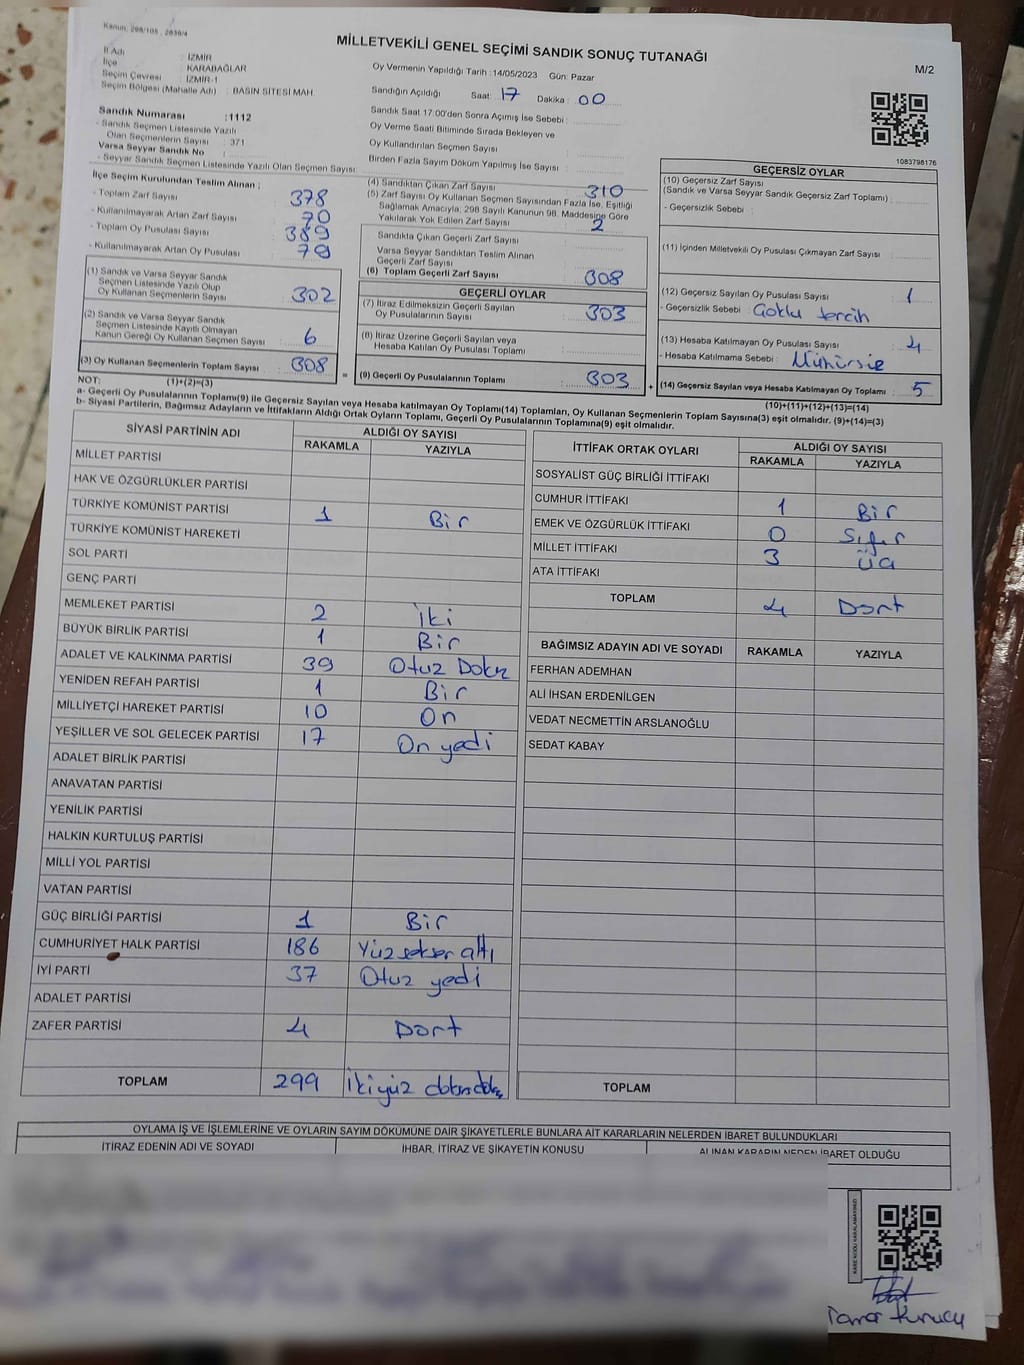 MİLLETVEKİLİ GENEL SEÇİMİ SANDIK SONUÇ TUTANAĞI
M/2
İl Adı : İZMİR
İlçe : KARABAĞLAR
Seçim Çevresi : İZMİR-1
Seçim Bölgesi (Mahalle Adı) : BASIN SİTESİ MAH.
Oy Vermenin Yapıldığı Tarih :14/05/2023 Gün: Pazar
Sandığın Açıldığı Saat: 17 Dakika : 00
Sandık Saat 17:00'den Sonra Açımış İse Sebebi :
Oy Verme Saati Bitiminde Sırada Bekleyen ve
Oy Kullandırılan Seçmen Sayısı :
Birden Fazla Sayım Döküm Yapılmış İse Sayısı :
Sandık Numarası :1112
- Sandık Seçmen Listesinde Yazılı
Olan Seçmenlerin Sayısı : 371
Varsa Seyyar Sandık No :
- Seyyar Sandık Seçmen Listesinde Yazılı Olan Seçmen Sayısı:
1083798176
İlçe Seçim Kurulundan Teslim Alınan :
- Toplam Zarf Sayısı 378
- Kullanılmayarak Artan Zarf Sayısı : 70
- Toplam Oy Pusulası Sayısı : 389
- Kullanılmayarak Artan Oy Pusulası : 79
(1) Sandık ve Varsa Seyyar Sandık
Seçmen Listesinde Yazılı Olup
Oy Kullanan Seçmenlerin Sayısı : 302
(2) Sandık ve Varsa Seyyar Sandık
Seçmen Listesinde Kayıtlı Olmayan
Kanun Gereği Oy Kullanan Seçmen Sayısı : 6
(3) Oy Kullanan Seçmenlerin Toplam Sayısı : 308
(4) Sandıktan Çıkan Zarf Sayısı : 310
(5) Zarf Sayısı Oy Kullanan Seçmen Sayısından Fazla İse, Eşitliği
Sağlamak Amacıyla, 298 Sayılı Kanunun 98. Maddesine Göre
Yakılarak Yok Edilen Zarf Sayısı : 2
Sandıkta Çıkan Geçerli Zarf Sayısı :
Varsa Seyyar Sandıktan Teslim Alınan
Geçerli Zarf Sayısı :
(6) Toplam Geçerli Zarf Sayısı 308
GEÇERLİ OYLAR
(7) İtiraz Edilmeksizin Geçerli Sayılan
Oy Pusulalarının Sayısı : 303
(8) İtiraz Üzerine Geçerli Sayılan veya
Hesaba Katılan Oy Pusulası Toplamı :
= (9) Geçerli Oy Pusulalarının Toplamı : 303
GEÇERSİZ OYLAR
(10) Geçersiz Zarf Sayısı
(Sandık ve Varsa Seyyar Sandık Geçersiz Zarf Toplamı) :
- Geçersizlik Sebebi :
(11) İçinden Milletvekili Oy Pusulası Çıkmayan Zarf Sayısı :
(12) Geçersiz Sayılan Oy Pusulası Sayısı : 1
- Geçersizlik Sebebi : Çoklu tercih
(13) Hesaba Katılmayan Oy Pusulası Sayısı : 4
- Hesaba Katılmama Sebebi : Mühürsüz
+ (14) Geçersiz Sayılan veya Hesaba Katılmayan Oy Toplamı : 5
NOT: (1)+(2)=(3)
(10)+(11)+(12)+(13)=(14)
a- Geçerli Oy Pusulalarının Toplamı(9) ile Geçersiz Sayılan veya Hesaba katılmayan Oy Toplamı(14) Toplamları, Oy Kullanan Seçmenlerin Toplam Sayısına(3) eşit olmalıdır. (9)+(14)=(3)
b- Siyasi Partilerin, Bağımsız Adayların ve İttifakların Aldığı Ortak Oyların Toplamı, Geçerli Oy Pusulalarının Toplamına(9) eşit olmalıdır.
SİYASİ PARTİNİN ADI ALDIĞI OY SAYISI
RAKAMLA YAZIYLA
MİLLET PARTİSİ
HAK VE ÖZGÜRLÜKLER PARTİSİ
TÜRKİYE KOMÜNİST PARTİSİ 1 Bir
TÜRKİYE KOMÜNİST HAREKETİ
SOL PARTİ
GENÇ PARTİ
MEMLEKET PARTİSİ 2 İki
BÜYÜK BİRLİK PARTİSİ 1 Bir
ADALET VE KALKINMA PARTİSİ 39 Otuz Dokz
YENİDEN REFAH PARTİSİ 1 Bir
MİLLİYETÇİ HAREKET PARTİSİ 10 On
YEŞİLLER VE SOL GELECEK PARTİSİ 17 On yedi
ADALET BİRLİK PARTİSİ
ANAVATAN PARTİSİ
YENİLİK PARTİSİ
HALKIN KURTULUŞ PARTİSİ
MİLLİ YOL PARTİSİ
VATAN PARTİSİ
GÜÇ BİRLİĞİ PARTİSİ 1 Bir
CUMHURİYET HALK PARTİSİ 186 Yüz seksen altı
İYİ PARTİ 37 Otuz yedi
ADALET PARTİSİ
ZAFER PARTİSİ 4 Dört
TOPLAM 299 İkiyüz
İTTİFAK ORTAK OYLARI ALDIĞI OY SAYISI
RAKAMLA YAZIYLA
SOSYALİST GÜÇ BİRLİĞİ İTTİFAKI
CUMHUR İTTİFAKI 1 Bir
EMEK VE ÖZGÜRLÜK İTTİFAKI 0 Sıfır
MİLLET İTTİFAKI 3 Üç
ATA İTTİFAKI
TOPLAM 4 Dört
BAĞIMSIZ ADAYIN ADI VE SOYADI RAKAMLA YAZIYLA
FERHAN ADEMHAN
ALİ İHSAN ERDENİLGEN
VEDAT NECMETTİN ARSLANOĞLU
SEDAT KABAY
TOPLAM
OYLAMA İŞ VE İŞLEMLERİNE VE OYLARIN SAYIM DÖKÜMÜNE DAİR ŞİKAYETLERLE BUNLARA AİT KARARLARIN NELERDEN İBARET BULUNDUKLARI
İTİRAZ EDENİN ADI VE SOYADI
İHBAR, İTİRAZ VE ŞİKAYETİN KONUSU
ALINAN KARARIN NEDEN İBARET OLDUĞU
KARE KODU KARALAMAYINIZ!